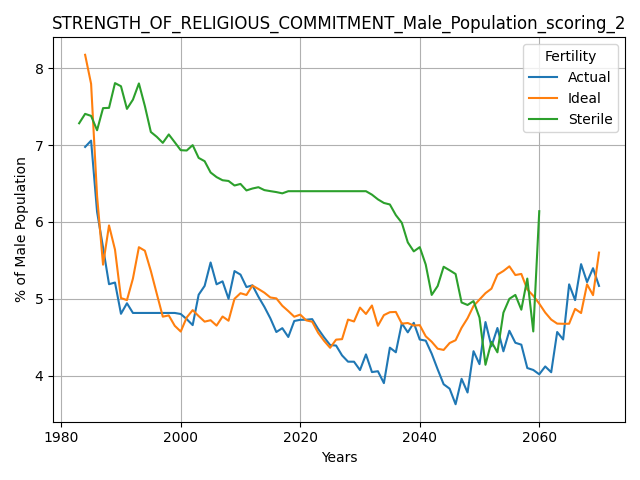 STRENGTH_OF_RELIGIOUS_COMMITMENT_Male_Population_scoring_2
% of Male Population
8
7
6
5
4
Fertility
Actual
Ideal
Sterile
1980 2000 2020 2040 2060
Years